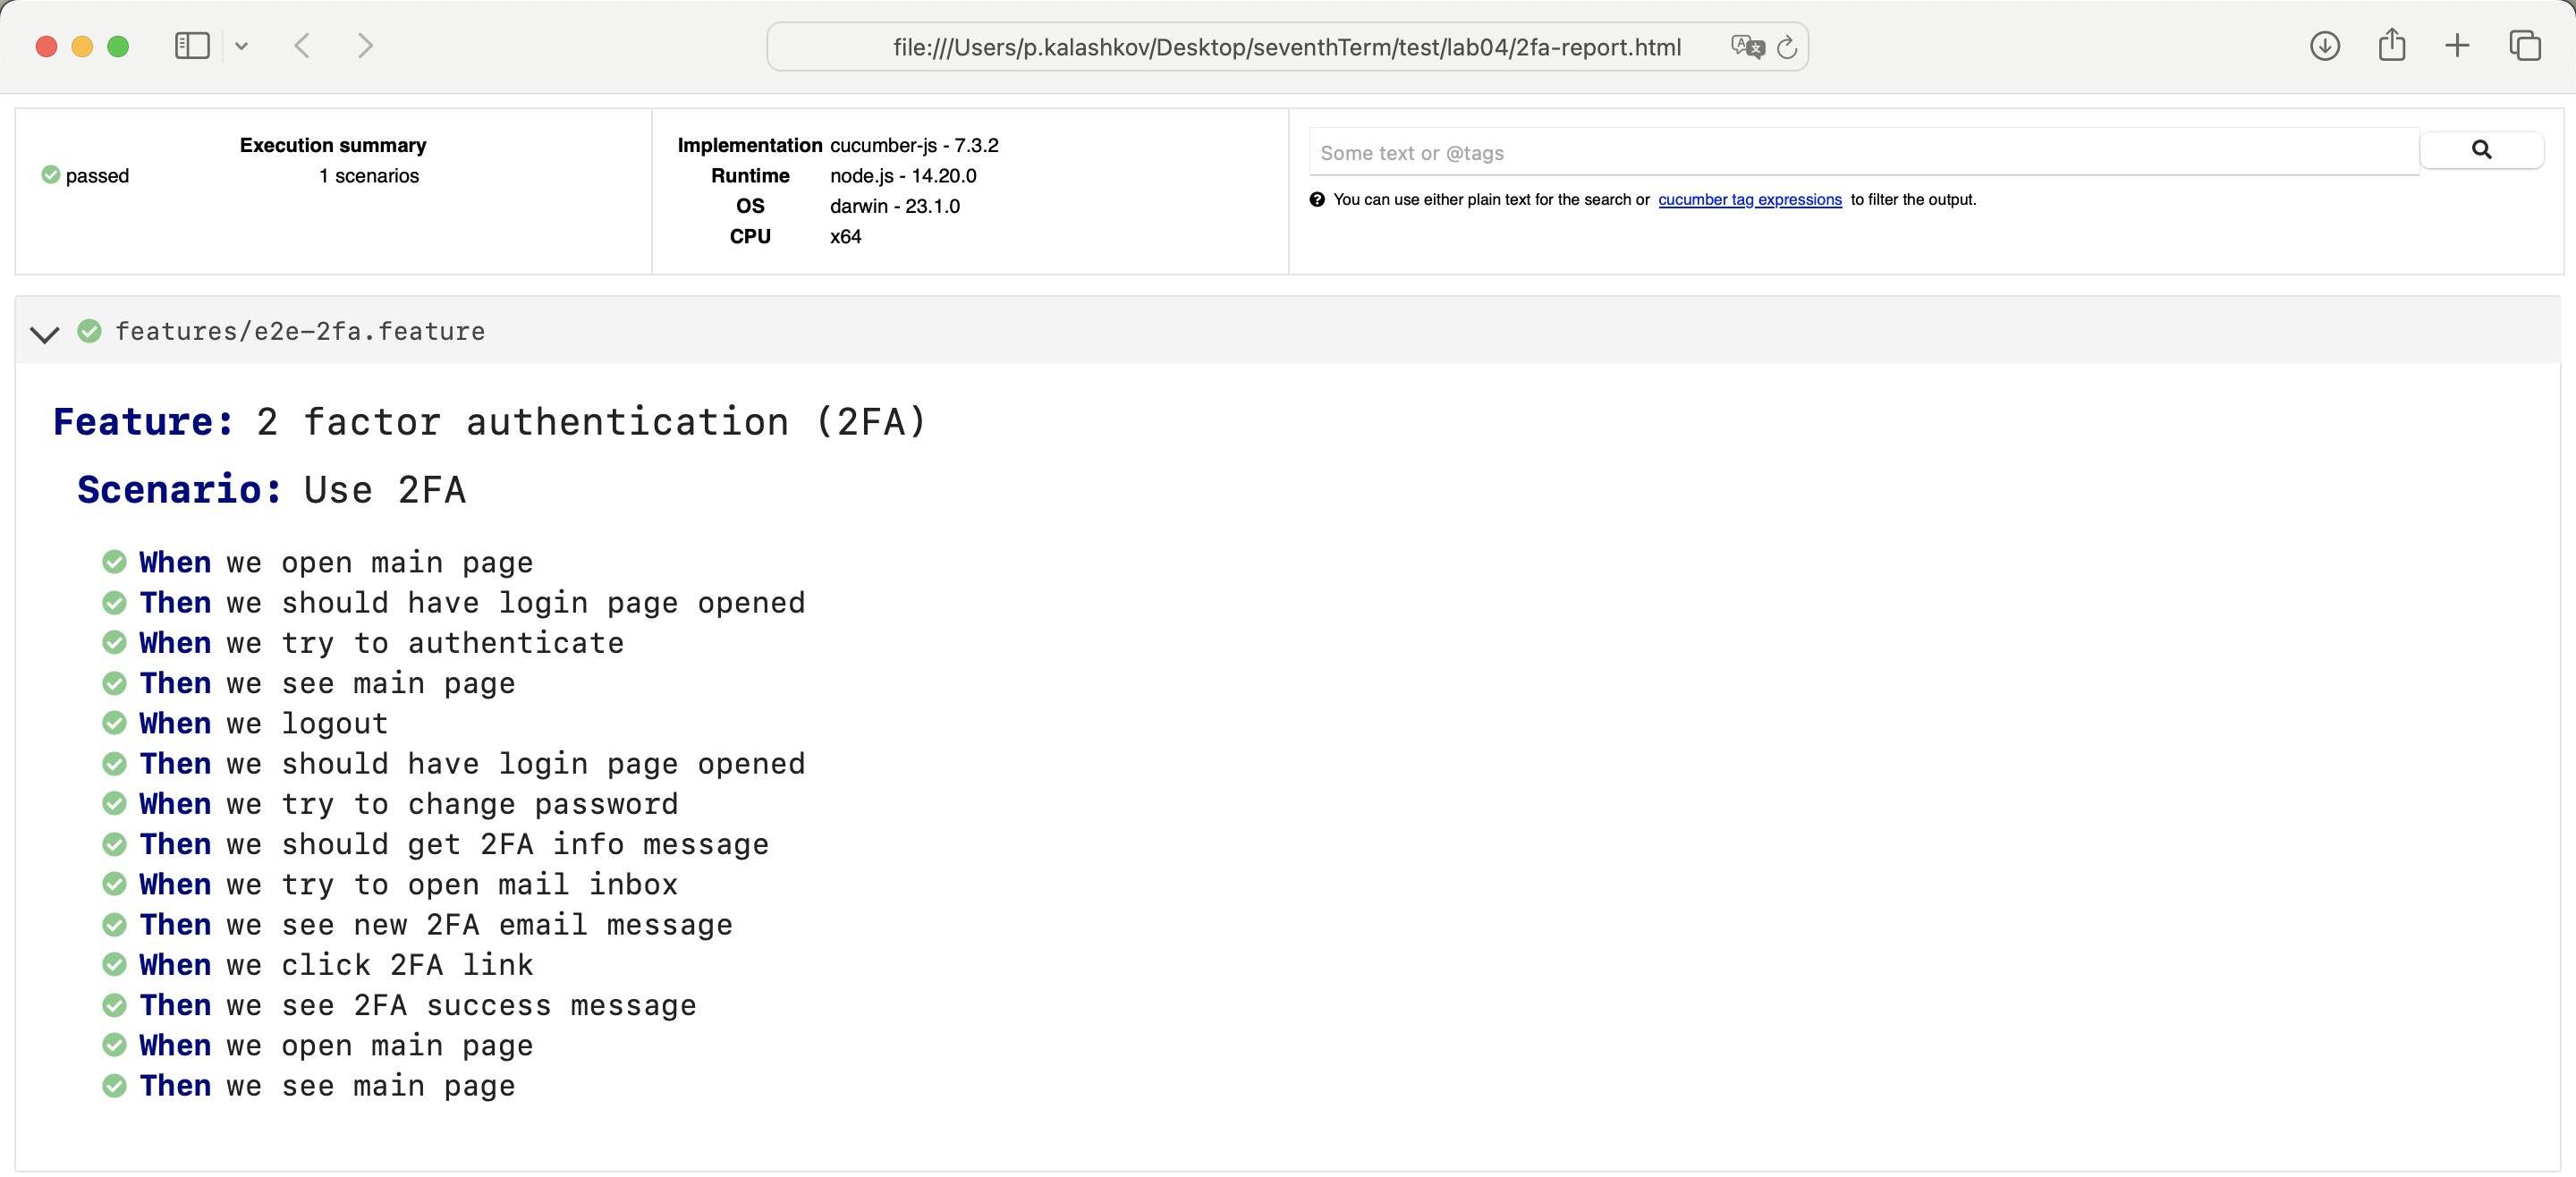 file:///Users/p.kalashkov/Desktop/seventhTerm/test/lab04/2fa-report.html
Execution summary
passed 1 scenarios
Implementation cucumber-js - 7.3.2
Runtime node.js - 14.20.0
OS darwin - 23.1.0
CPU x64
Some text or @tags
You can use either plain text for the search or cucumber tag expressions to filter the output.
features/e2e-2fa.feature
Feature: 2 factor authentication (2FA)
Scenario: Use 2FA
When we open main page
Then we should have login page opened
When we try to authenticate
Then we see main page
When we logout
Then we should have login page opened
When we try to change password
Then we should get 2FA info message
When we try to open mail inbox
Then we see new 2FA email message
When we click 2FA link
Then we see 2FA success message
When we open main page
Then we see main page